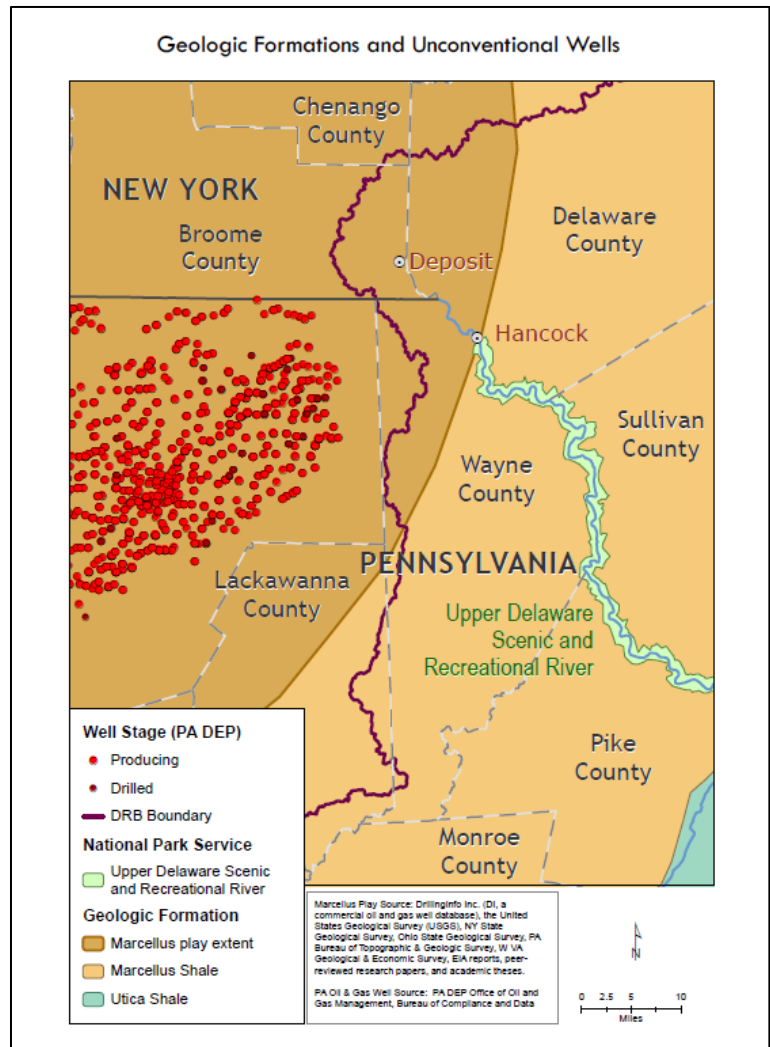 Geologic Formations and Unconventional Wells
Chenango
County
NEW YORK
Delaware
County
Broome
County
Deposit
Hancock
Sullivan
County
Wayne
County
PENNSYLVANIA
Lackawanna
County
Upper Delaware
Scenic and
Recreational River
Pike
County
Monroe
County
Well Stage (PA DEP)
Producing
Drilled
DRB Boundary
National Park Service
Upper Delaware Scenic
and Recreational River
Geologic Formation
Marcellus play extent
Marcellus Shale
Utica Shale
Marcellus Play Source: DrillingInfo Inc. (DI, a
commercial oil and gas well database), the United
States Geological Survey (USGS), NY State
Geological Survey, Ohio State Geological Survey, PA
Bureau of Topographic & Geologic Survey, W VA
Geological & Economic Survey, EIA reports, peer-
reviewed research papers, and academic theses.
PA Oil & Gas Well Source: PA DEP Office of Oil and
Gas Management, Bureau of Compliance and Data
N
0 2.5 5 10
Miles